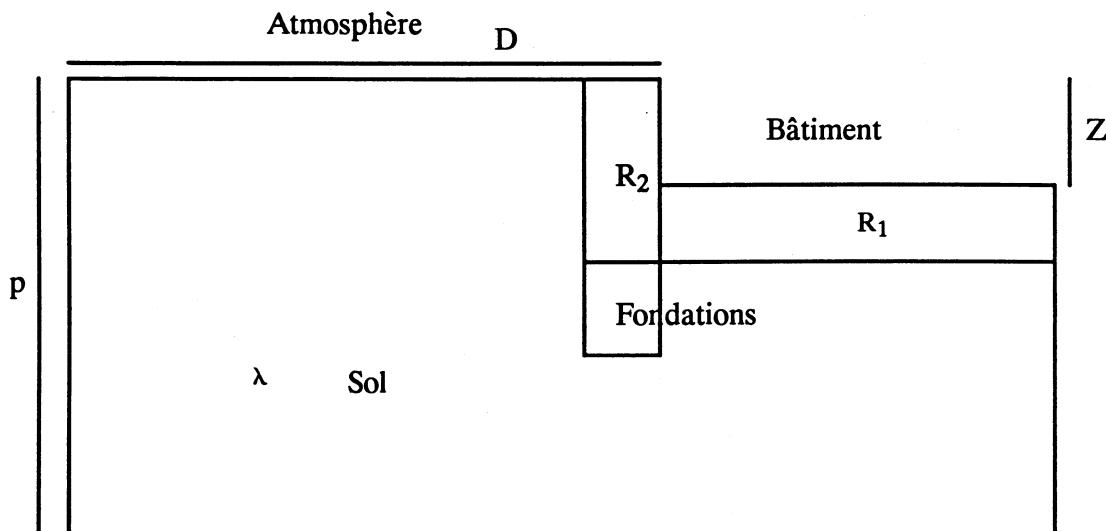 Atmosphère
D
Bâtiment
Z
R2
R1
p
Fondations
λ Sol